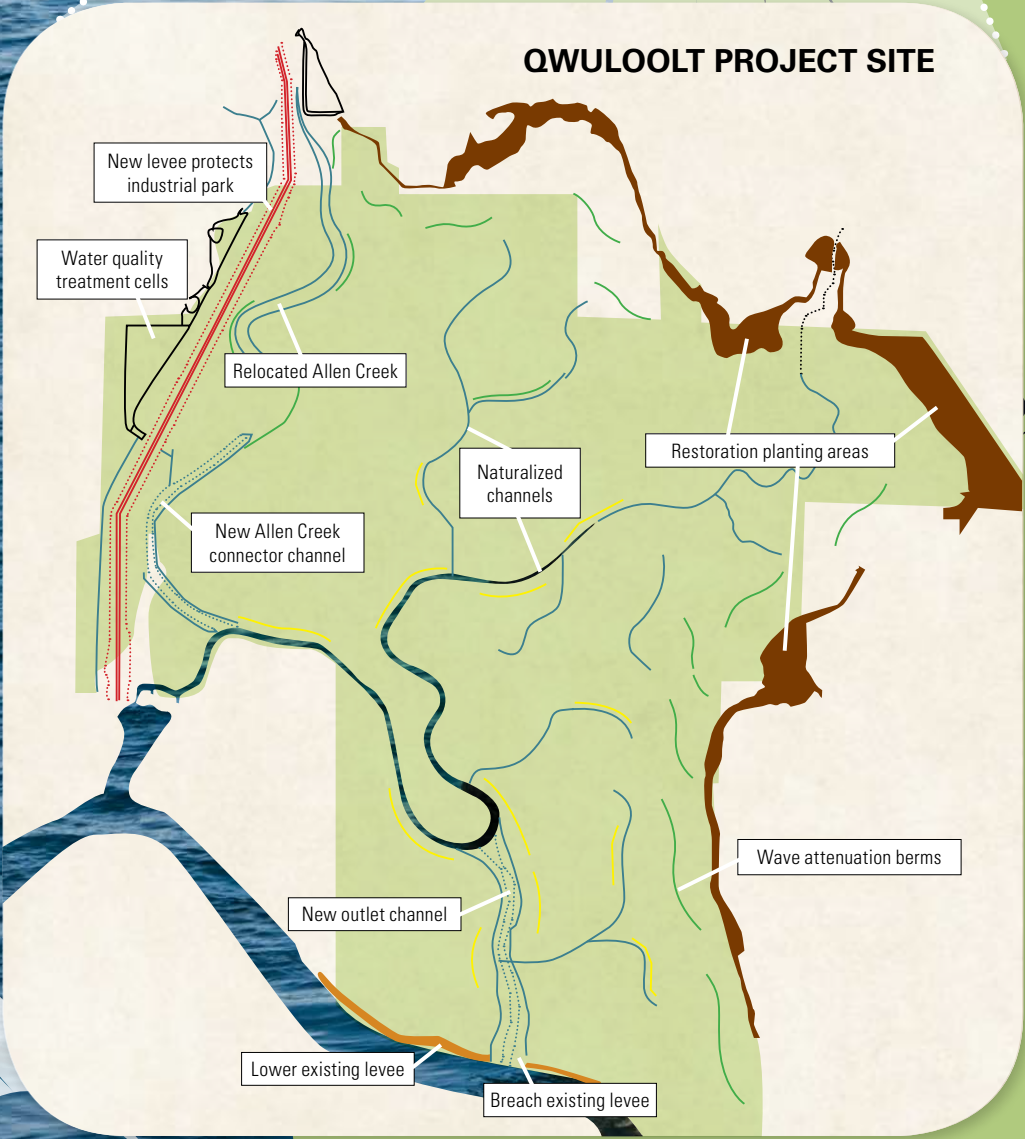 QWULOOLT PROJECT SITE
New levee protects
industrial park
Water quality
treatment cells
Relocated Allen Creek
Restoration planting areas
Naturalized
channels
New Allen Creek
connector channel
Wave attenuation berms
New outlet channel
Lower existing levee
Breach existing levee